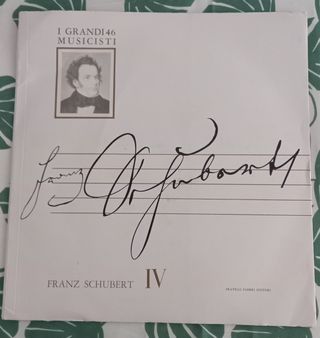 I GRANDI 46
MUSICISTI
Franz Schubert
FRANZ SCHUBERT IV
FRATELLI FABBRI EDITORI